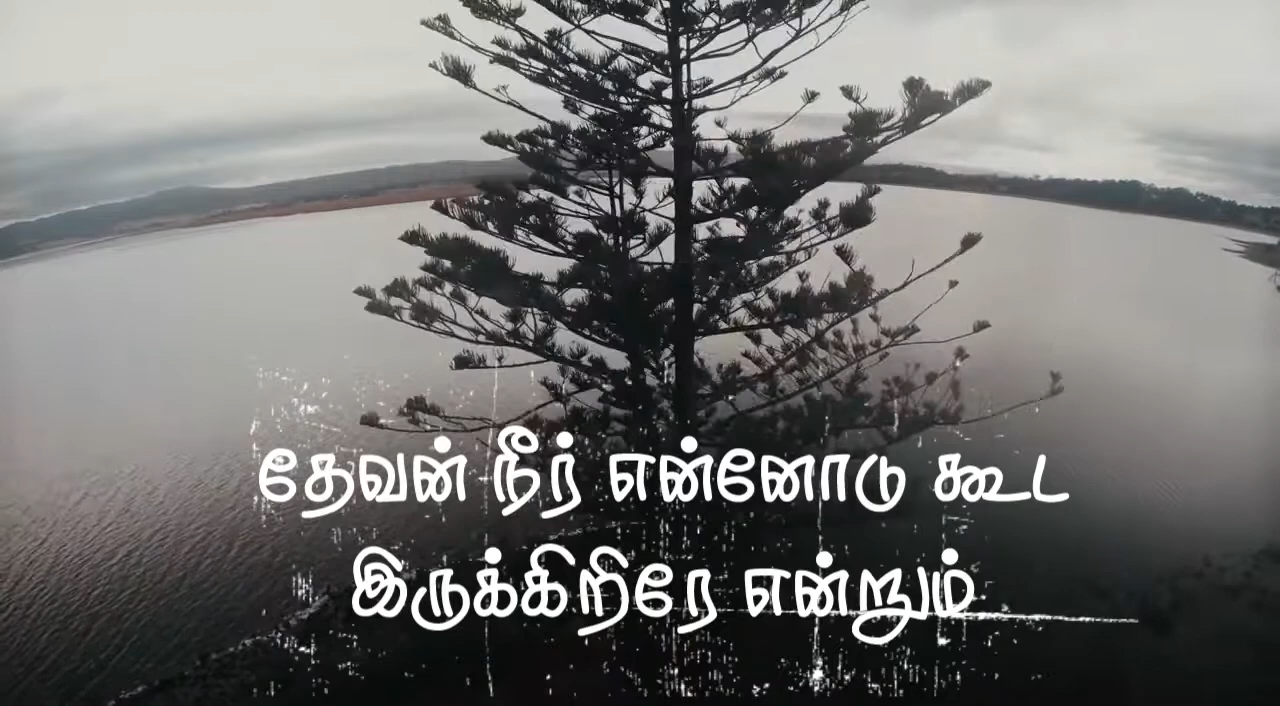 தேவன் நீர் என்னோடு கூட
இருக்கிறிரே என்றும்